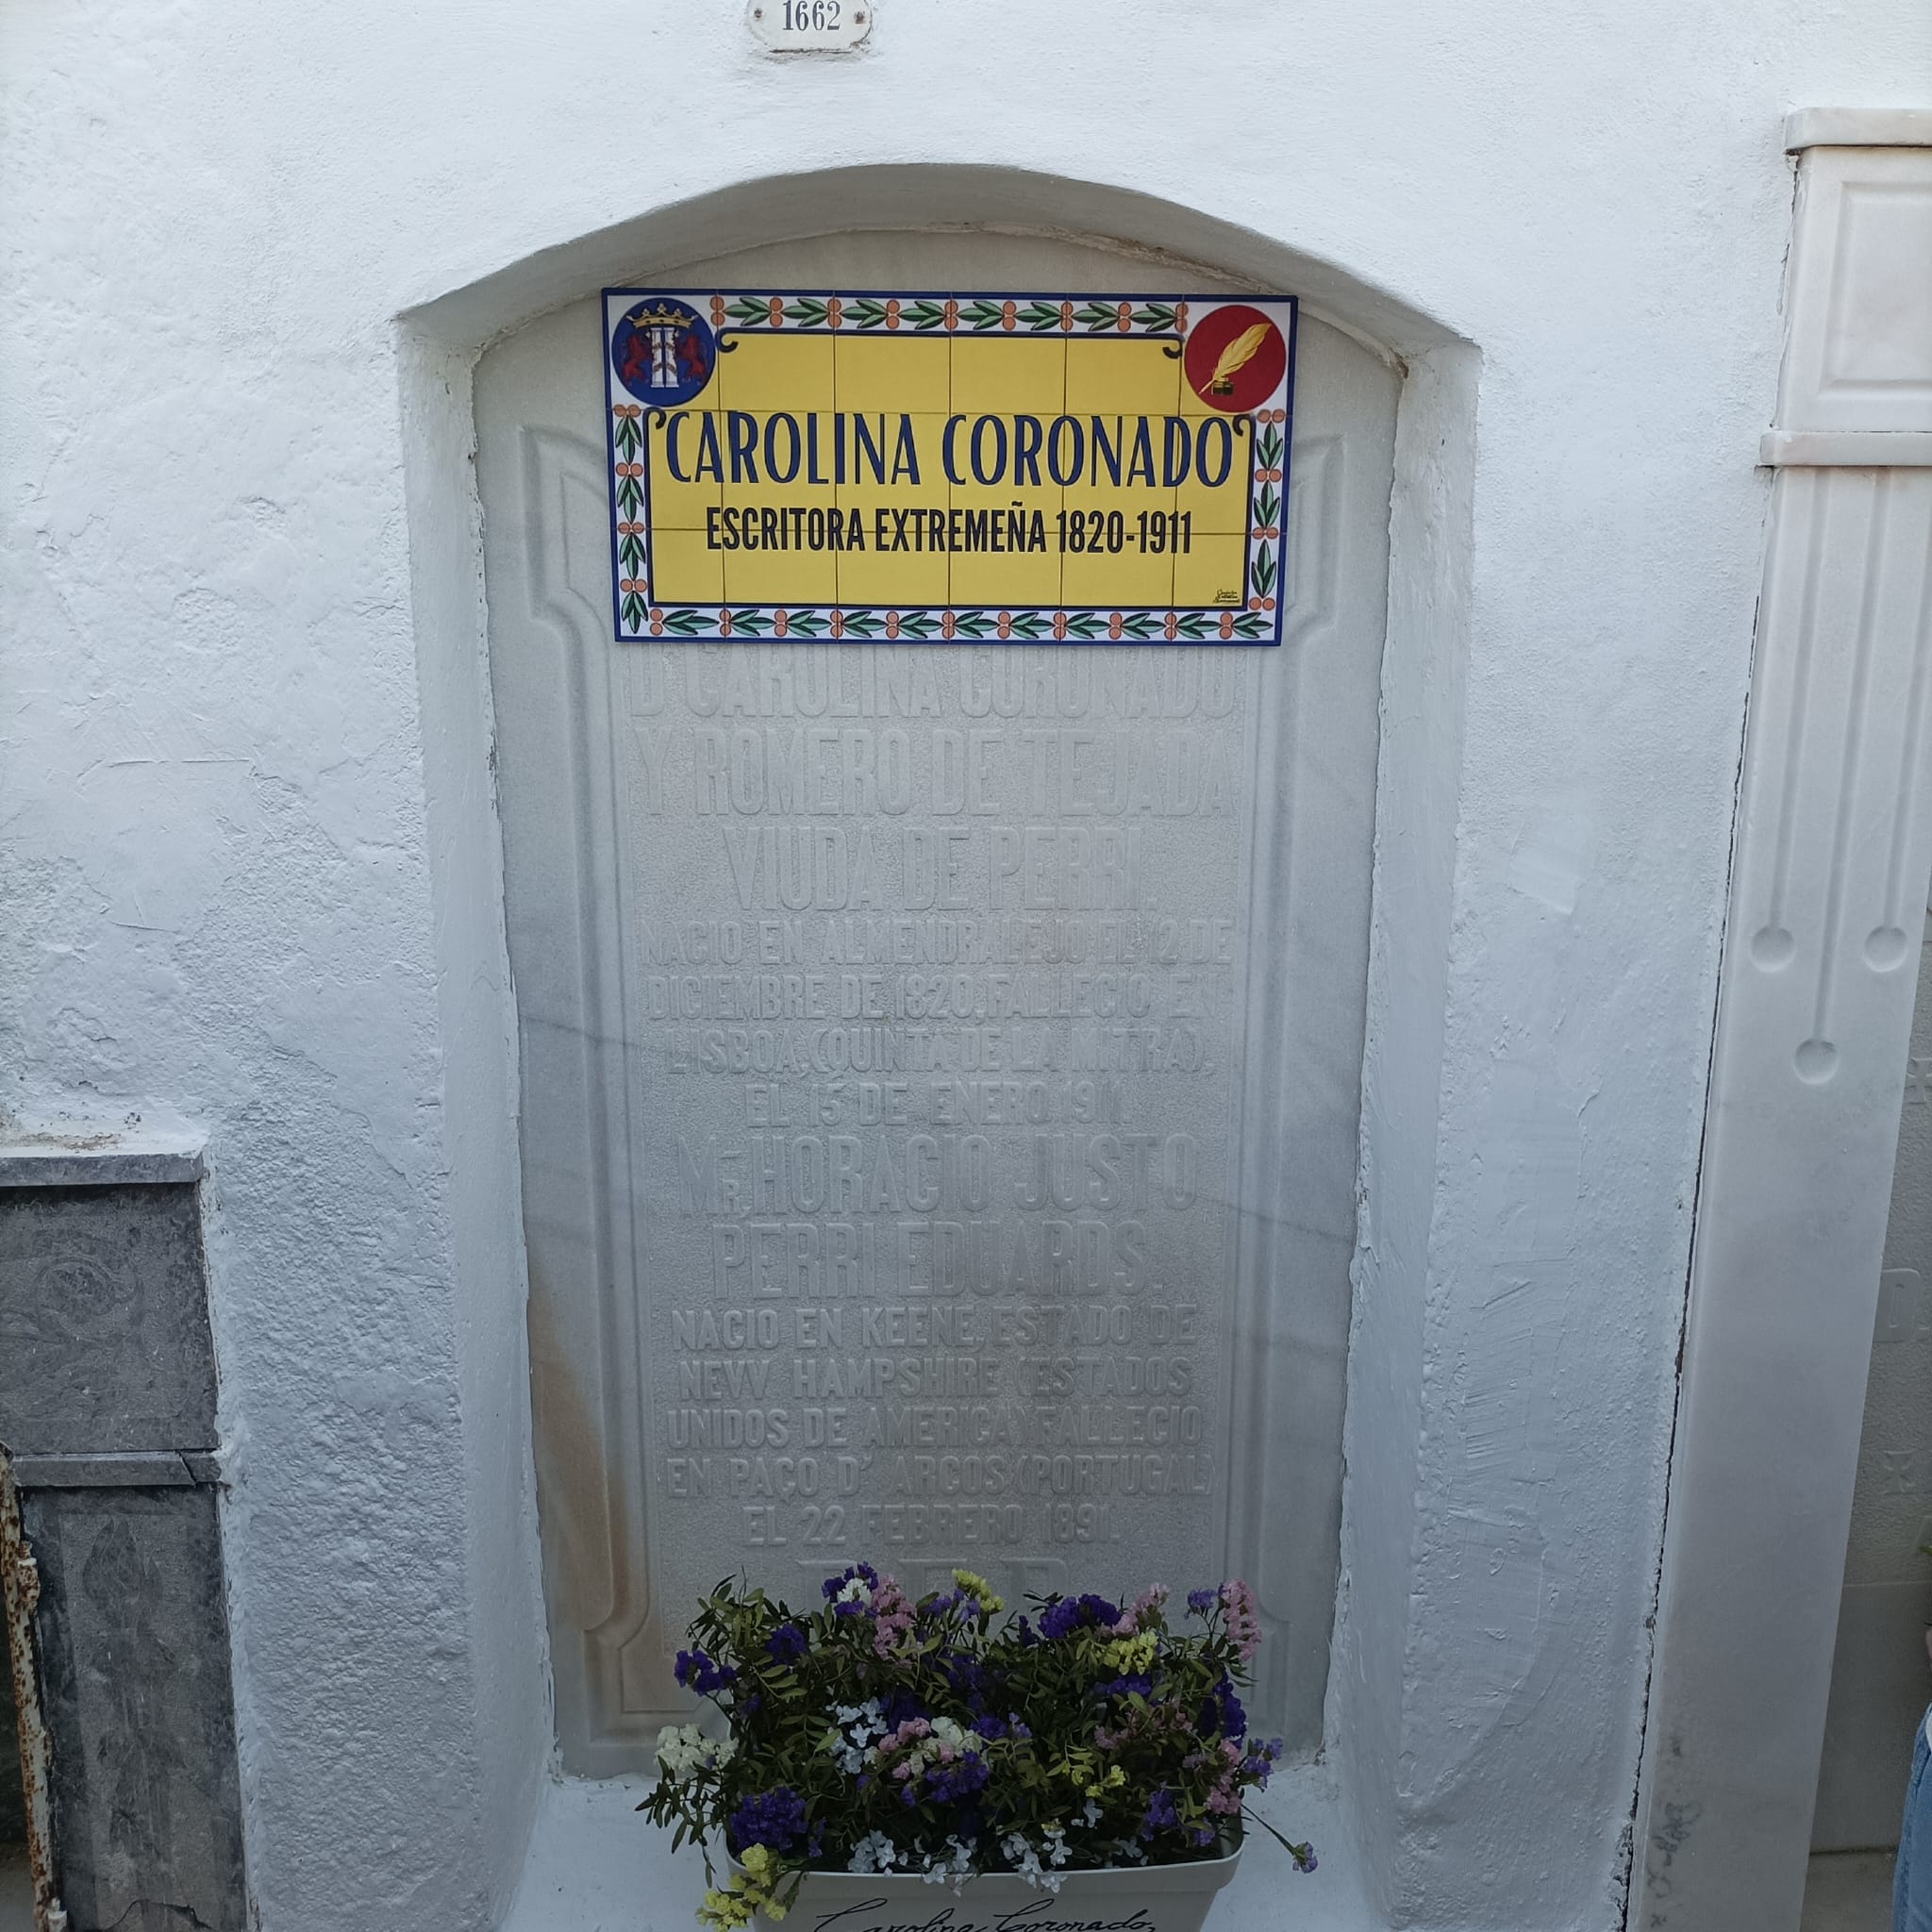 1662
CAROLINA CORONADO
ESCRITORA EXTREMEÑA 1820-1911
Dª CAROLINA CORONADO
Y ROMERO DE TEJADA
VIUDA DE PERRI.
NACIO EN ALMENDRALEJO EL 12 DE
DICIEMBRE DE 1820, FALLECIO EN
LISBOA, (QUINTA DE LA MITRA),
EL 15 DE ENERO 1911.
Mr. HORACIO JUSTO
PERRI EDUARDS.
NACIO EN KEENE, ESTADO DE
NEVV HAMPSHIRE (ESTADOS
UNIDOS DE AMERICA) FALLECIO
EN PAÇO D' ARCOS (PORTUGAL)
EL 22 FEBRERO 1891.
Carolina Coronado